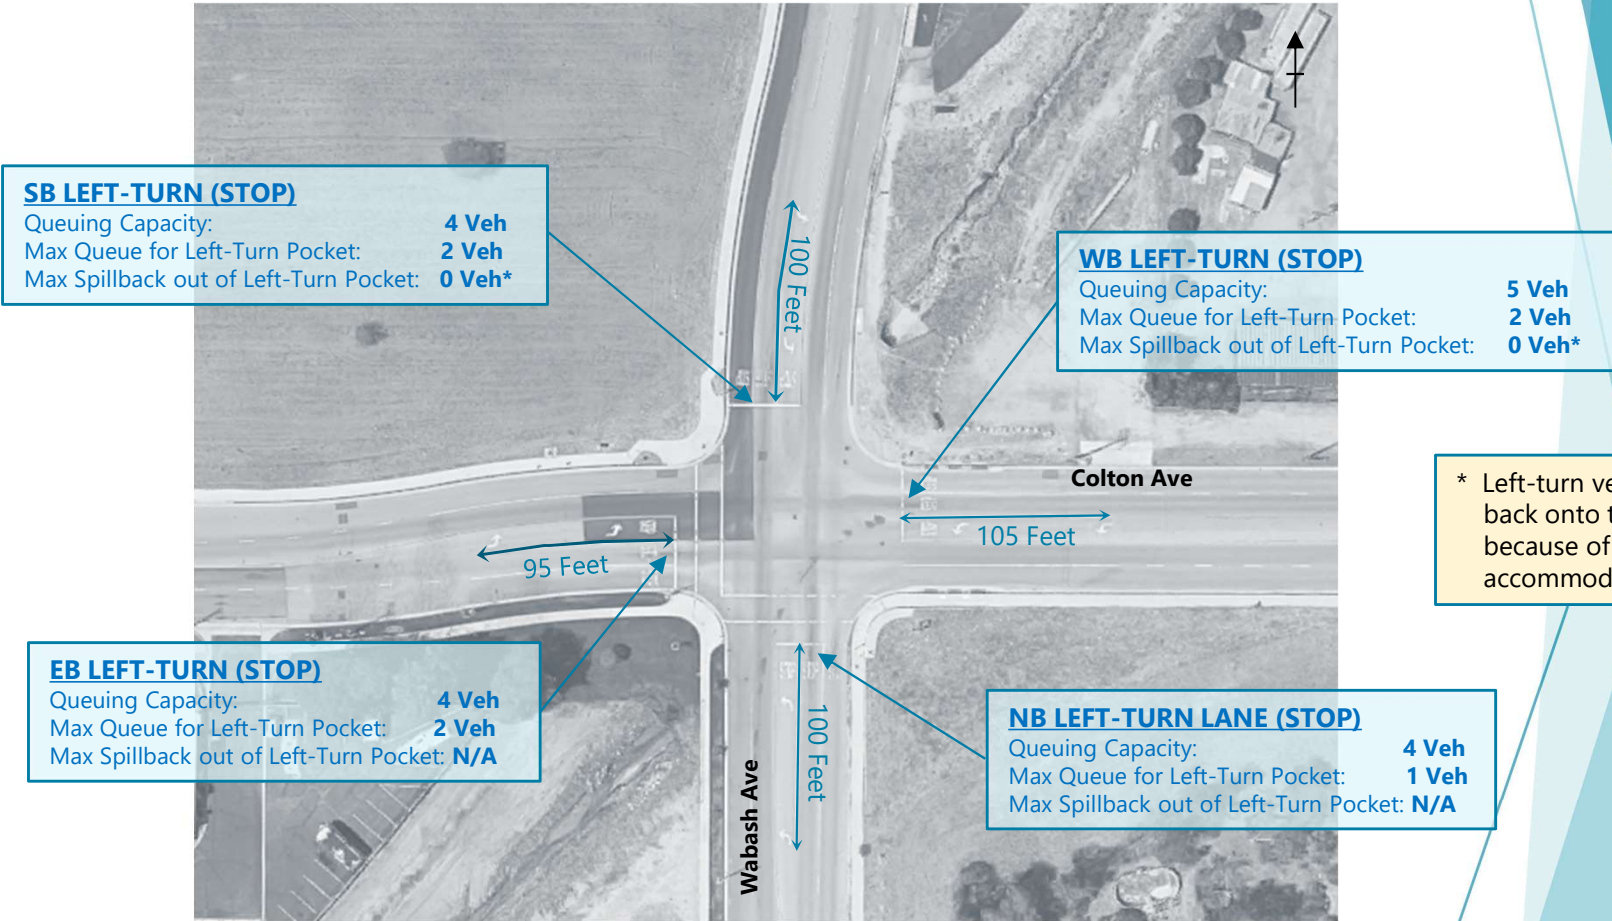 SB LEFT-TURN (STOP)
Queuing Capacity: 4 Veh
Max Queue for Left-Turn Pocket: 2 Veh
Max Spillback out of Left-Turn Pocket: 0 Veh*
100 Feet
WB LEFT-TURN (STOP)
Queuing Capacity: 5 Veh
Max Queue for Left-Turn Pocket: 2 Veh
Max Spillback out of Left-Turn Pocket: 0 Veh*
Colton Ave
105 Feet
95 Feet
* Left-turn
back onto
because of
EB LEFT-TURN (STOP)
Queuing Capacity: 4 Veh
Max Queue for Left-Turn Pocket: 2 Veh
Max Spillback out of Left-Turn Pocket: N/A
100 Feet
Wabash Ave
NB LEFT-TURN LANE (STOP)
Queuing Capacity: 4 Veh
Max Queue for Left-Turn Pocket: 1 Veh
Max Spillback out of Left-Turn Pocket: N/A